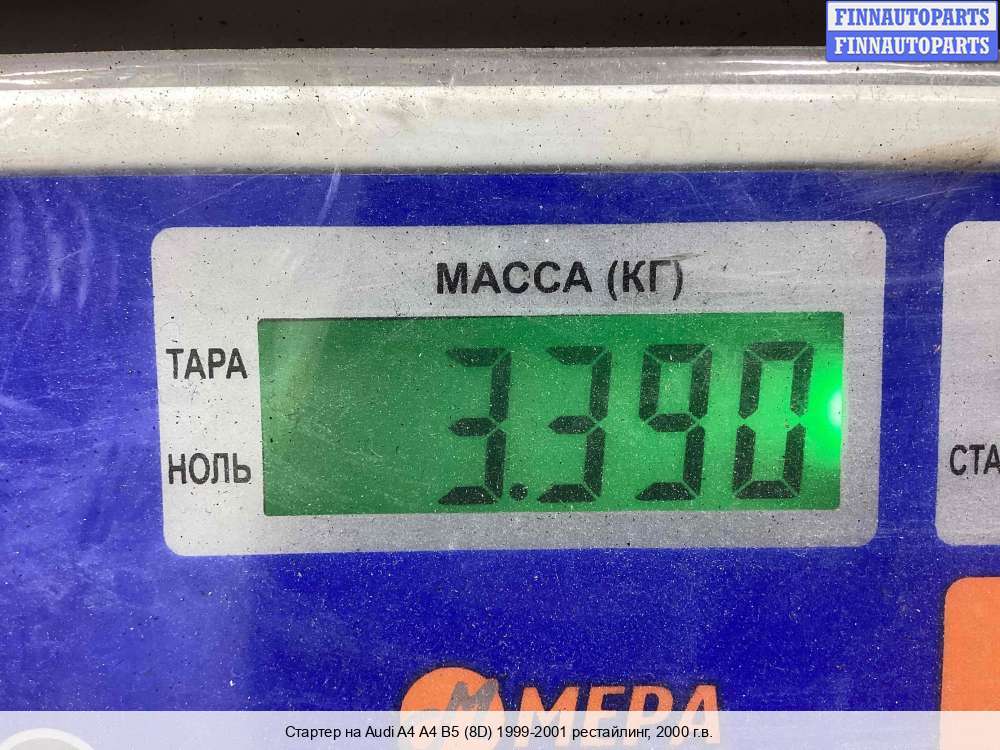 FINNAUTOPARTS
FINNAUTOPARTS
МАССА (КГ)
ТАРА
3.390
НОЛЬ
СТА
МЕРА
Стартер на Audi A4 A4 B5 (8D) 1999-2001 рестайлинг, 2000 г.в.